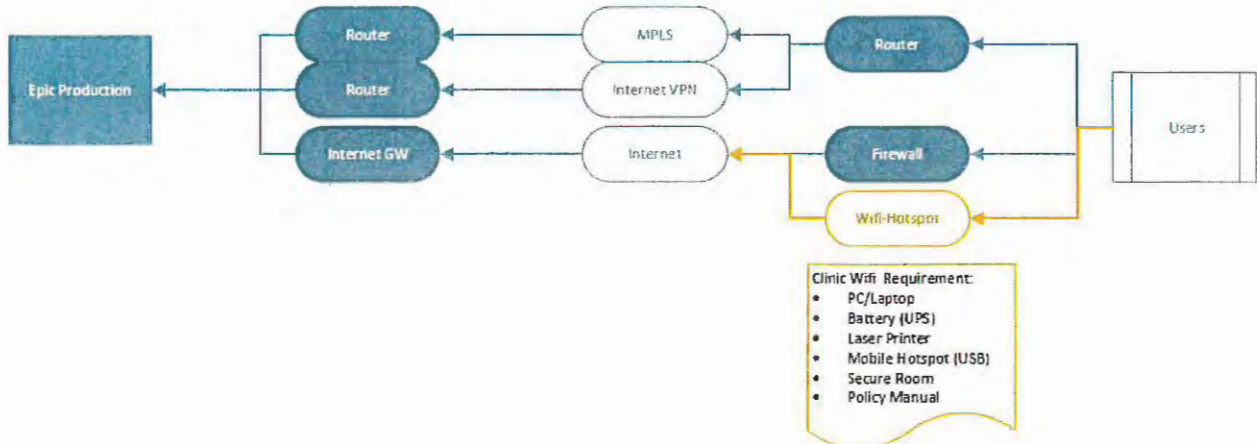 Router
MPLS
Router
Epic Production
Router
Internet VPN
Users
Internet GW
Internet
Firewall
Wifi-Hotspot
Clinic Wifi Requirement:
• PC/Laptop
• Battery (UPS)
• Laser Printer
• Mobile Hotspot (USB)
• Secure Room
• Policy Manual